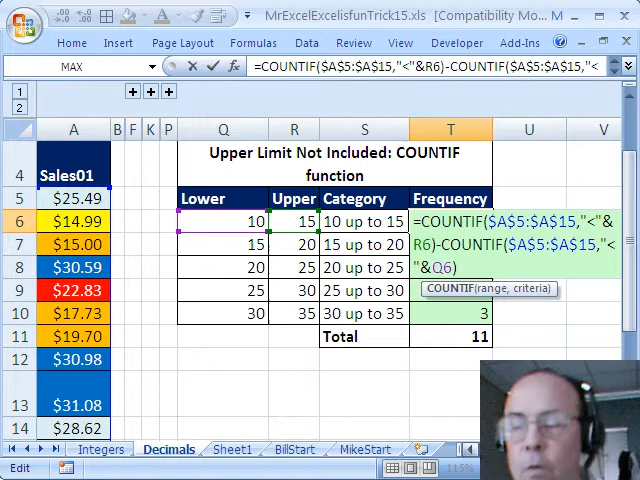 MrExcelExcelisfunTrick15.xls [Compatibility Mo...
Home Insert Page Layout Formulas Data Review View Developer Add-Ins
MAX =COUNTIF($A$5:$A$15,"<"&R6)-COUNTIF($A$5:$A$15,"<
1
2
A B F K P Q R S T U V
4 Sales01 Upper Limit Not Included: COUNTIF
function
5 $25.49 Lower Upper Category Frequency
6 $14.99 10 15 10 up to 15 =COUNTIF($A$5:$A$15,"<"&
7 $15.00 15 20 15 up to 20 R6)-COUNTIF($A$5:$A$15,"<
8 $30.59 20 25 20 up to 25 "&Q6)
9 $22.83 25 30 25 up to 30 COUNTIF(range, criteria)
10 $17.73 30 35 30 up to 35 3
11 $19.70 Total 11
12 $30.98
13 $31.08
14 $28.62
Integers Decimals Sheet1 BillStart MikeStart
Edit 115%